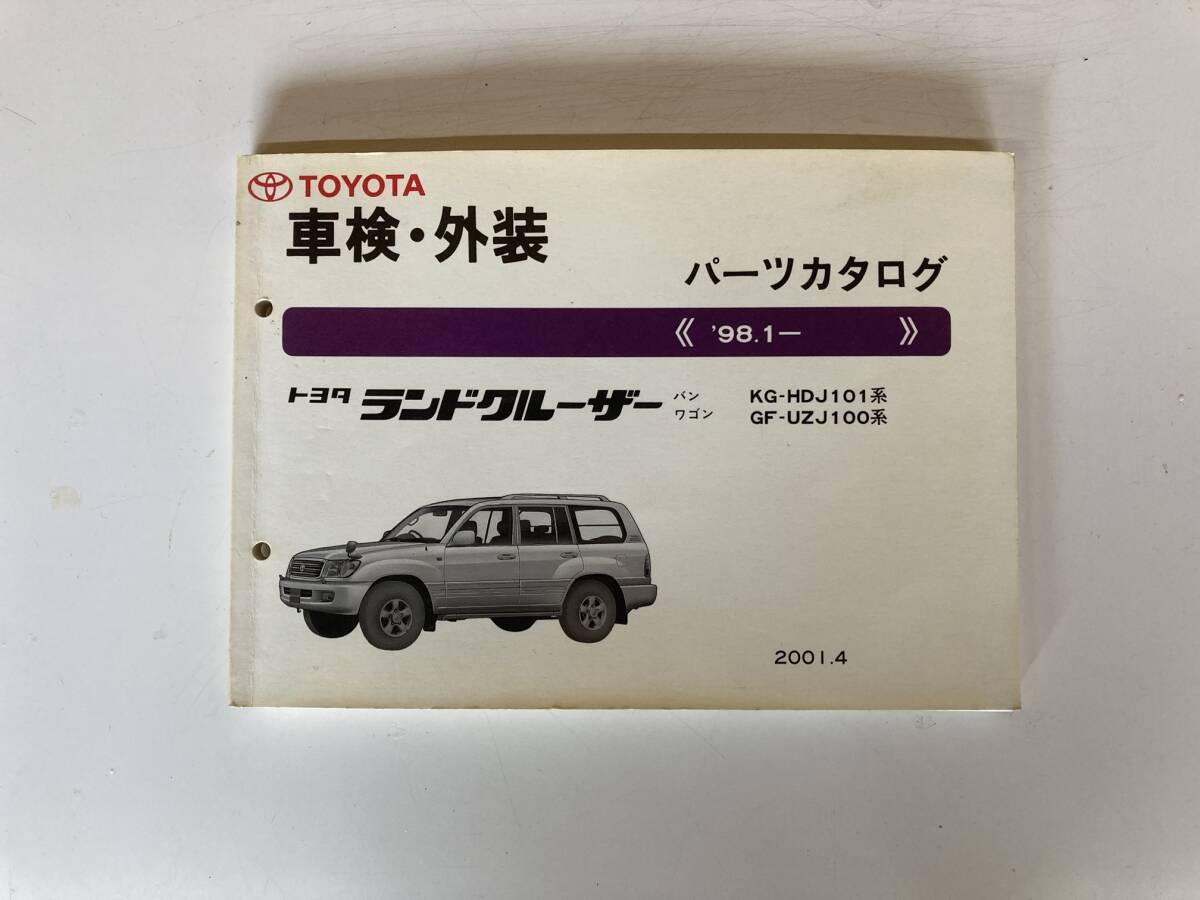 TOYOTA
車検・外装
パーツカタログ
《 '98.1— 》
トヨタ ランドクルーザー バン KG-HDJ101系
ワゴン GF-UZJ100系
2001.4